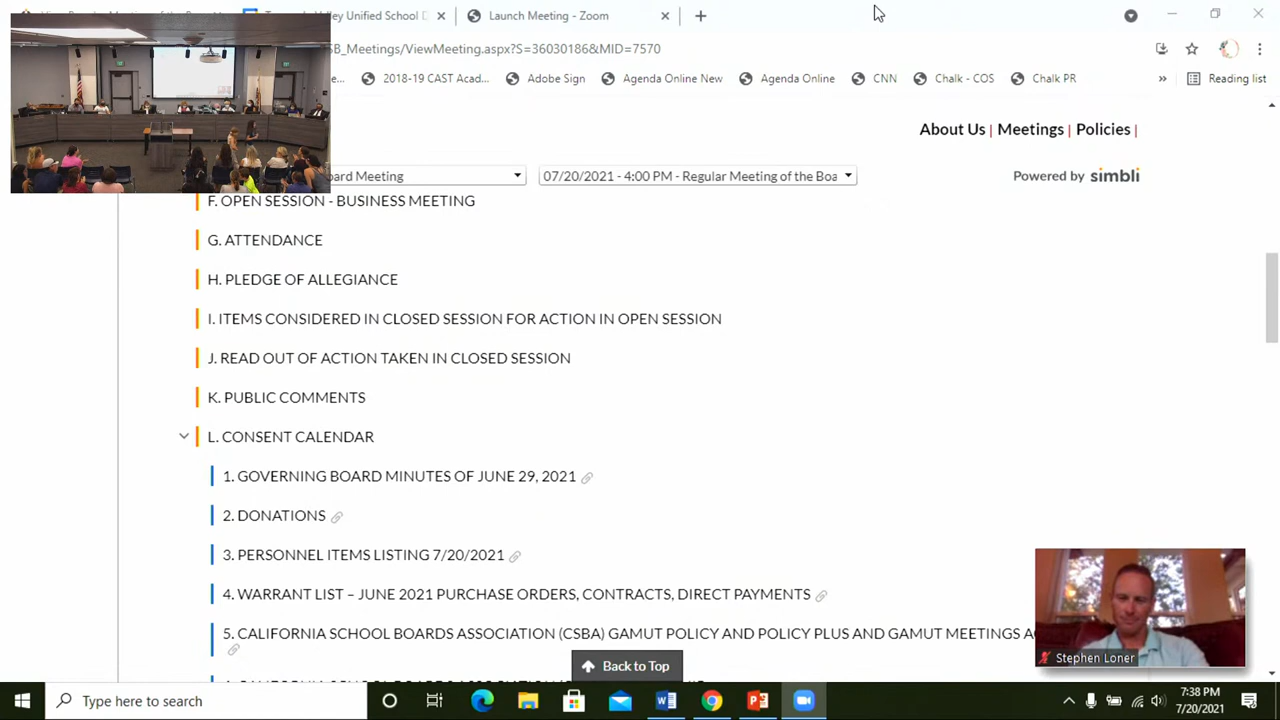 Valley Unified School D
Launch Meeting - Zoom
B_Meetings/ViewMeeting.aspx?S=36030186&MID=7570
2018-19 CAST Acad... Adobe Sign Agenda Online New Agenda Online CNN Chalk - COS Chalk PR » Reading list
About Us | Meetings | Policies |
ard Meeting
07/20/2021 - 4:00 PM - Regular Meeting of the Boa
Powered by simbli
F. OPEN SESSION - BUSINESS MEETING
G. ATTENDANCE
H. PLEDGE OF ALLEGIANCE
I. ITEMS CONSIDERED IN CLOSED SESSION FOR ACTION IN OPEN SESSION
J. READ OUT OF ACTION TAKEN IN CLOSED SESSION
K. PUBLIC COMMENTS
L. CONSENT CALENDAR
1. GOVERNING BOARD MINUTES OF JUNE 29, 2021
2. DONATIONS
3. PERSONNEL ITEMS LISTING 7/20/2021
4. WARRANT LIST – JUNE 2021 PURCHASE ORDERS, CONTRACTS, DIRECT PAYMENTS
5. CALIFORNIA SCHOOL BOARDS ASSOCIATION (CSBA) GAMUT POLICY AND POLICY PLUS AND GAMUT MEETINGS
Back to Top
Stephen Loner
Type here to search
7:38 PM
7/20/2021